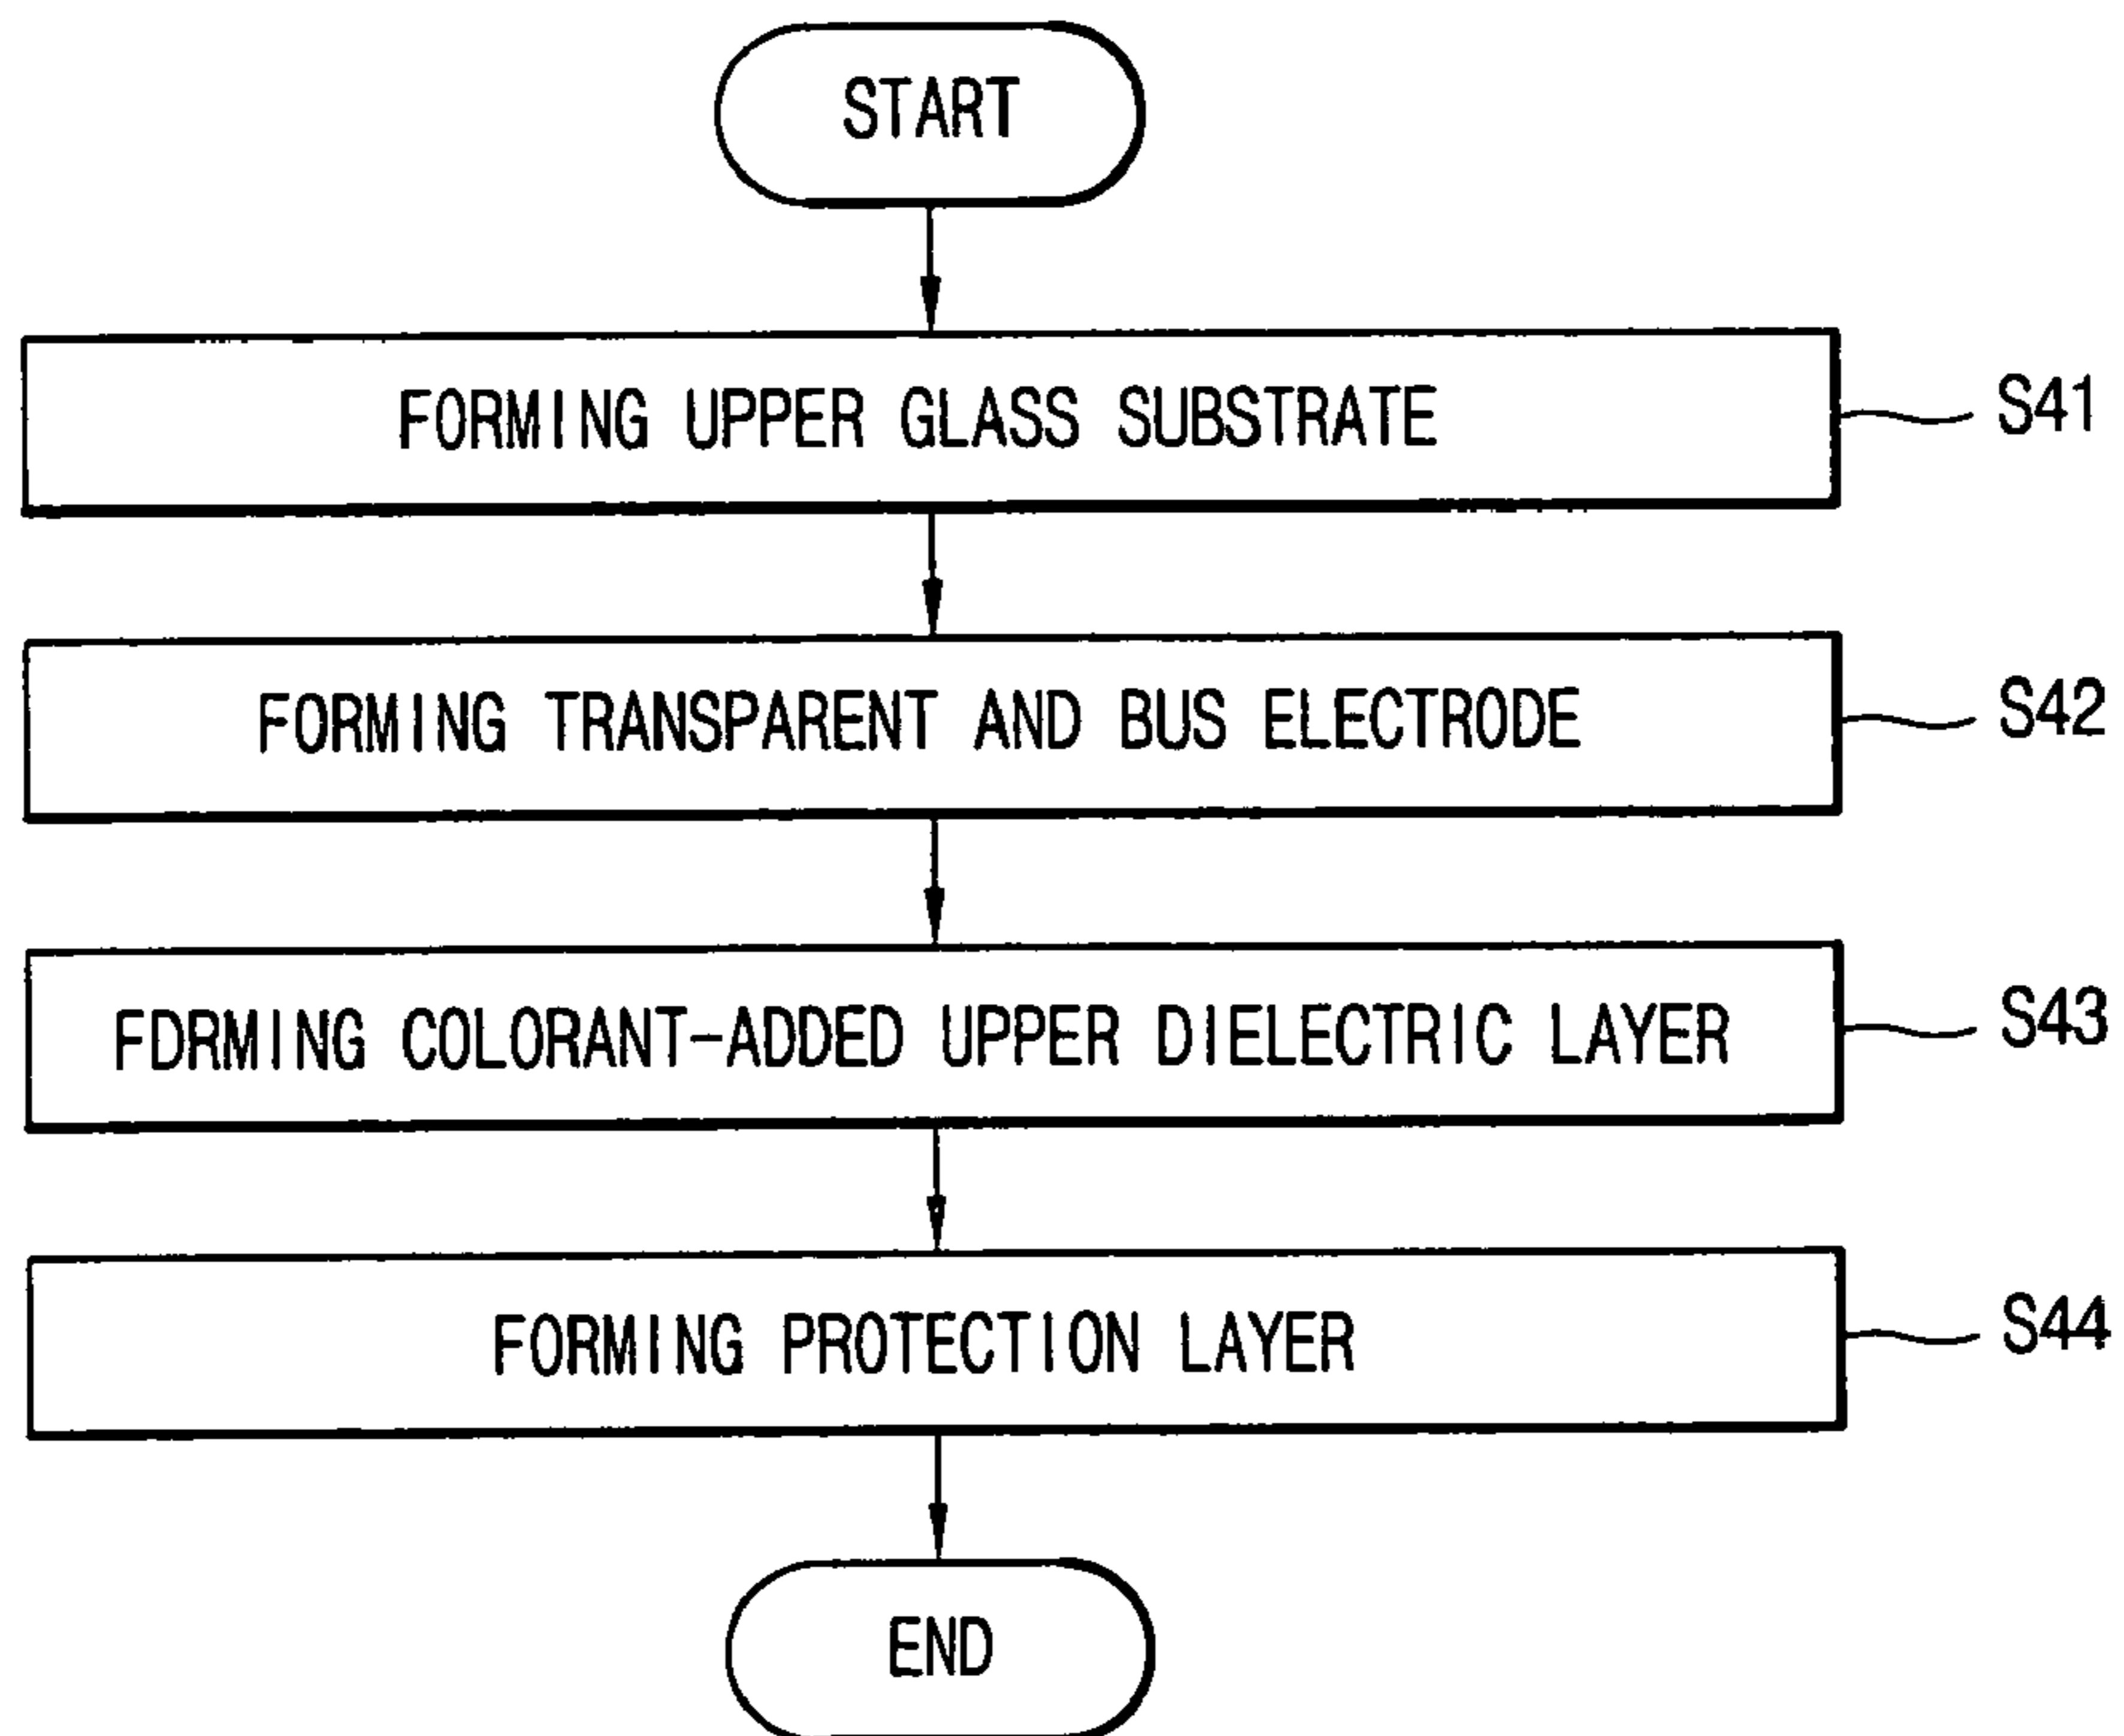 START
FORMING UPPER GLASS SUBSTRATE
S41
FORMING TRANSPARENT AND BUS ELECTRODE
S42
FDRMING COLORANT-ADDED UPPER DIELECTRIC LAYER
S43
FORMING PROTECTION LAYER
S44
END